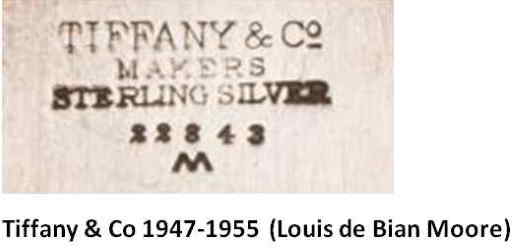 TIFFANY & Cº
MAKERS
STERLING SILVER
22843
M
Tiffany & Co 1947-1955 (Louis de Bian Moore)